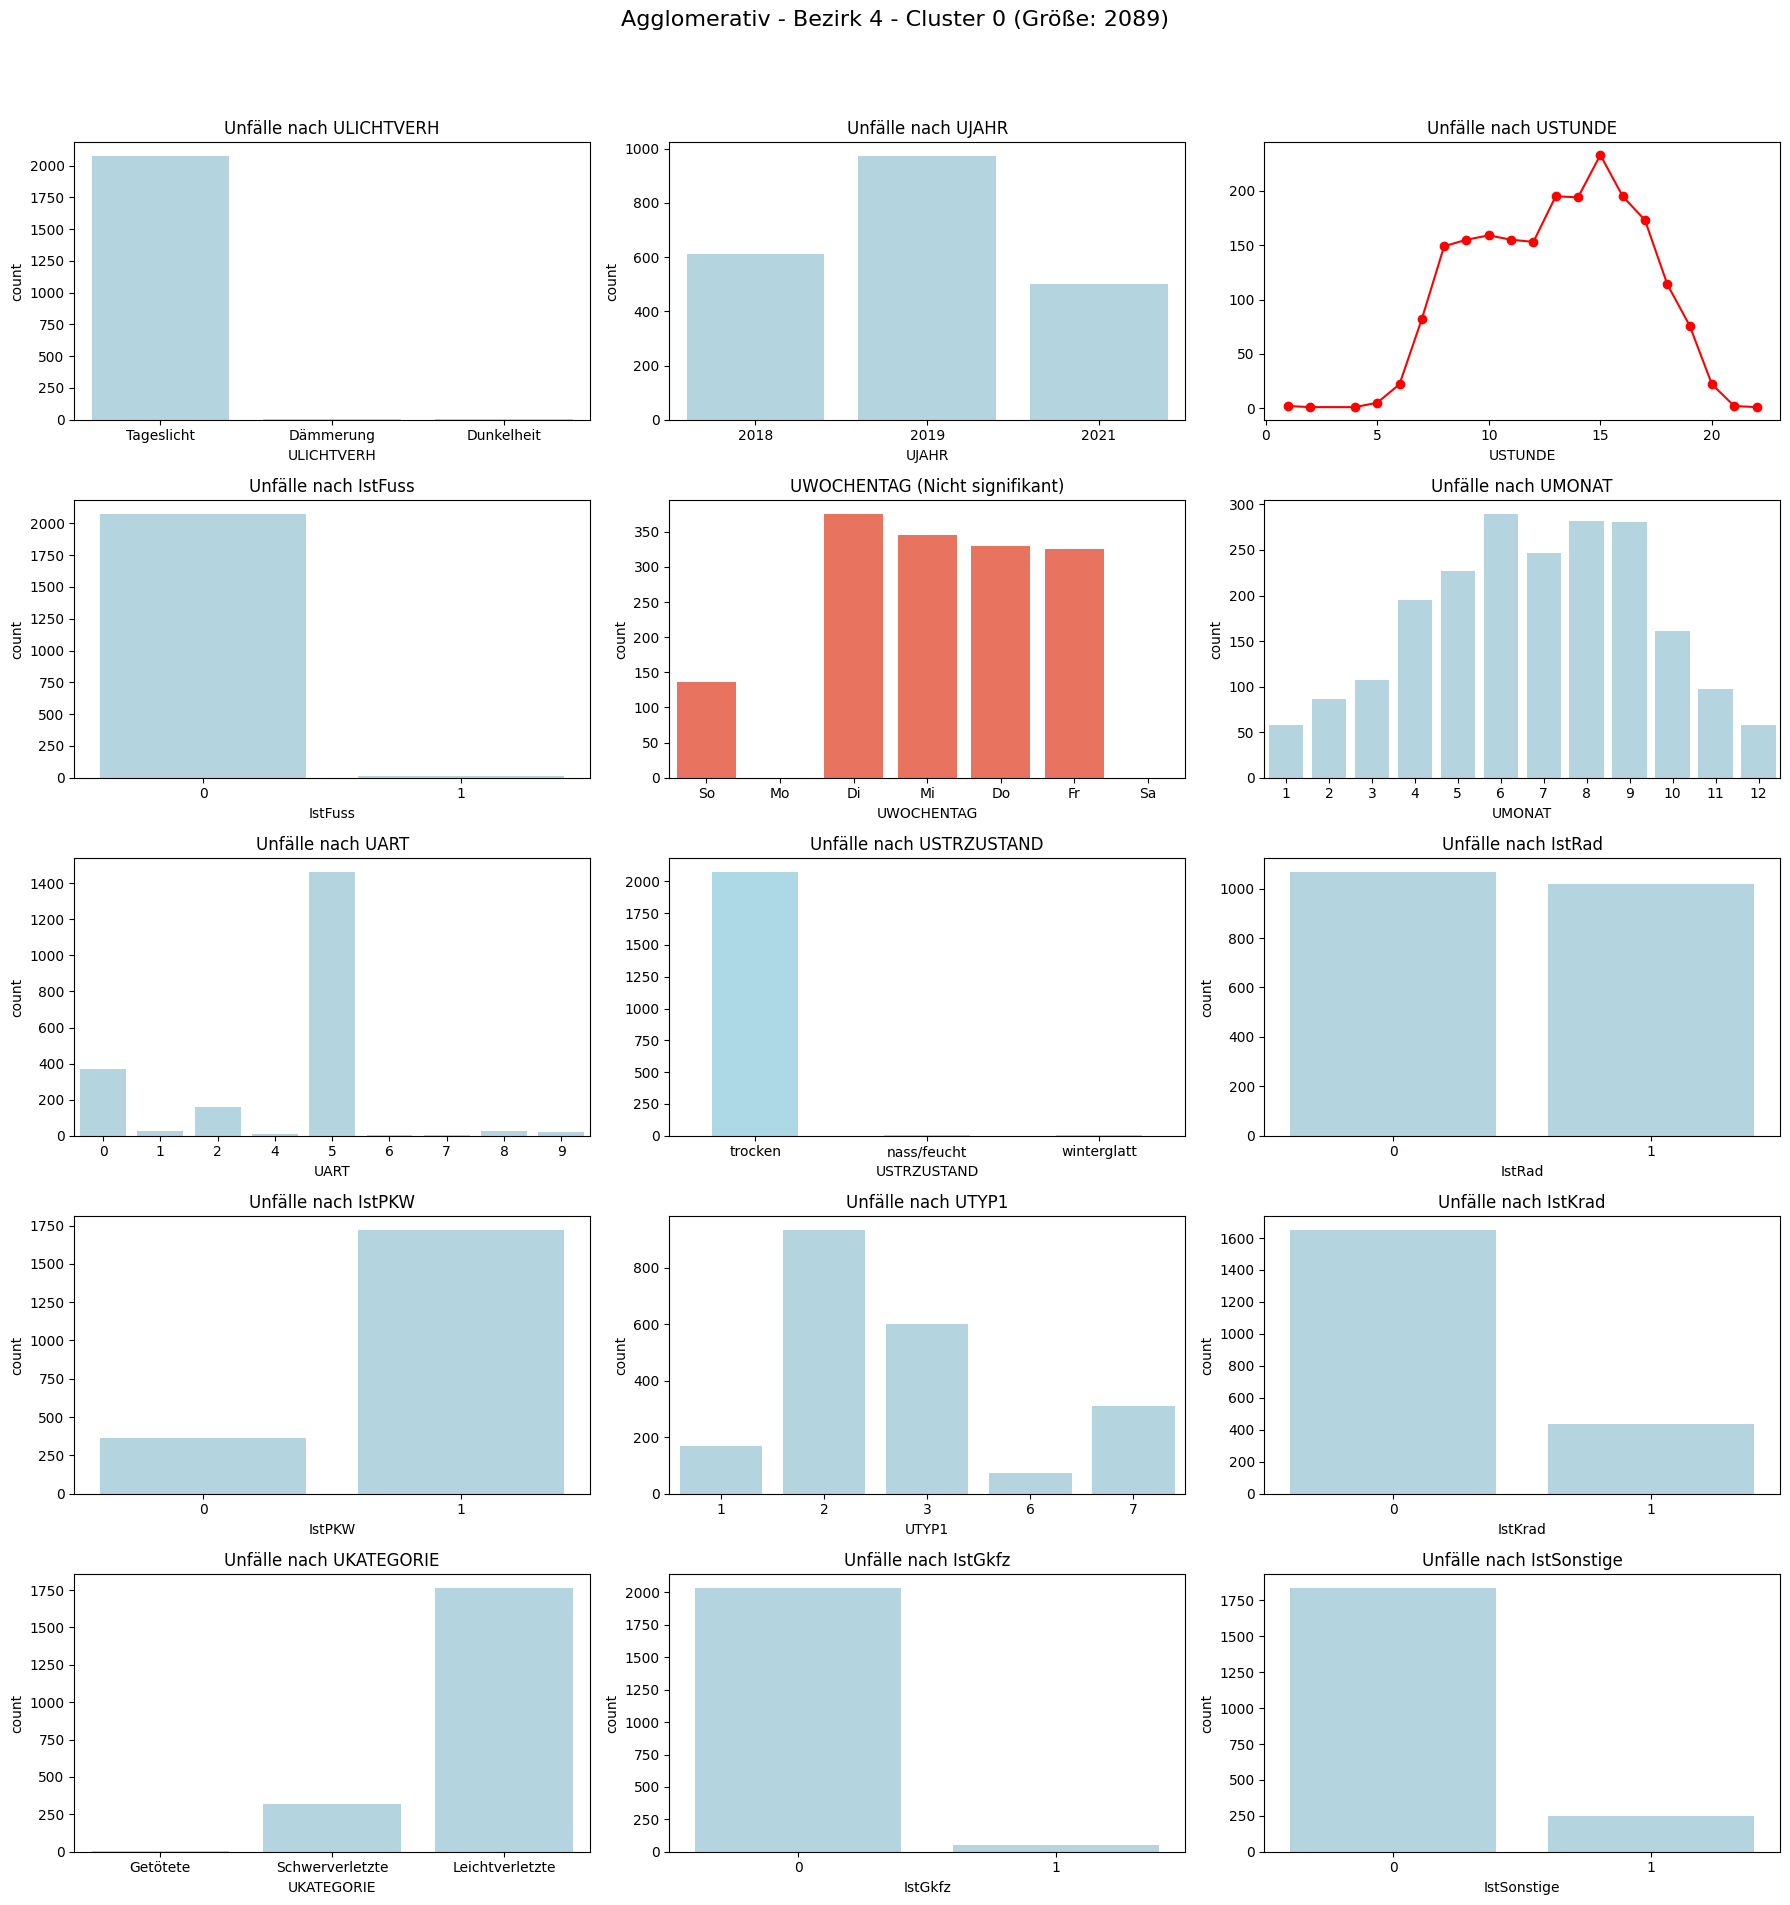 Agglomerativ - Bezirk 4 - Cluster 0 (Größe: 2089)
Unfälle nach ULICHTVERH
2000
1750
1500
1250
1000
750
500
250
0
count
Tageslicht Dämmerung Dunkelheit
ULICHTVERH
Unfälle nach UJAHR
1000
800
600
400
200
0
count
2018 2019 2021
UJAHR
Unfälle nach USTUNDE
200
150
100
50
0
0 5 10 15 20
USTUNDE
Unfälle nach IstFuss
2000
1750
1500
1250
1000
750
500
250
0
count
0 1
IstFuss
UWOCHENTAG (Nicht signifikant)
350
300
250
200
150
100
50
0
count
So Mo Di Mi Do Fr Sa
UWOCHENTAG
Unfälle nach UMONAT
300
250
200
150
100
50
0
count
1 2 3 4 5 6 7 8 9 10 11 12
UMONAT
Unfälle nach UART
1400
1200
1000
800
600
400
200
0
count
0 1 2 4 5 6 7 8 9
UART
Unfälle nach USTRZUSTAND
2000
1750
1500
1250
1000
750
500
250
0
trocken nass/feucht winterglatt
USTRZUSTAND
Unfälle nach IstRad
1000
800
600
400
200
0
count
0 1
IstRad
Unfälle nach IstPKW
1750
1500
1250
1000
750
500
250
0
count
0 1
IstPKW
Unfälle nach UTYP1
800
600
400
200
0
count
1 2 3 6 7
UTYP1
Unfälle nach IstKrad
1600
1400
1200
1000
800
600
400
200
0
count
0 1
IstKrad
Unfälle nach UKATEGORIE
1750
1500
1250
1000
750
500
250
0
count
Getötete Schwerverletzte Leichtverletzte
UKATEGORIE
Unfälle nach IstGkfz
2000
1750
1500
1250
1000
750
500
250
0
count
0 1
IstGkfz
Unfälle nach IstSonstige
1750
1500
1250
1000
750
500
250
0
count
0 1
IstSonstige